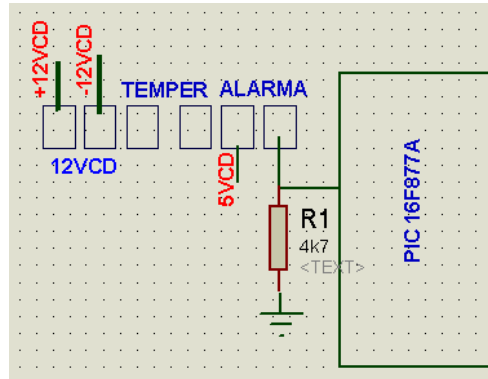 +12VCD
-12VCD
TEMPER
ALARMA
12VCD
5VCD
R1
4k7
<TEXT>
PIC 16F877A